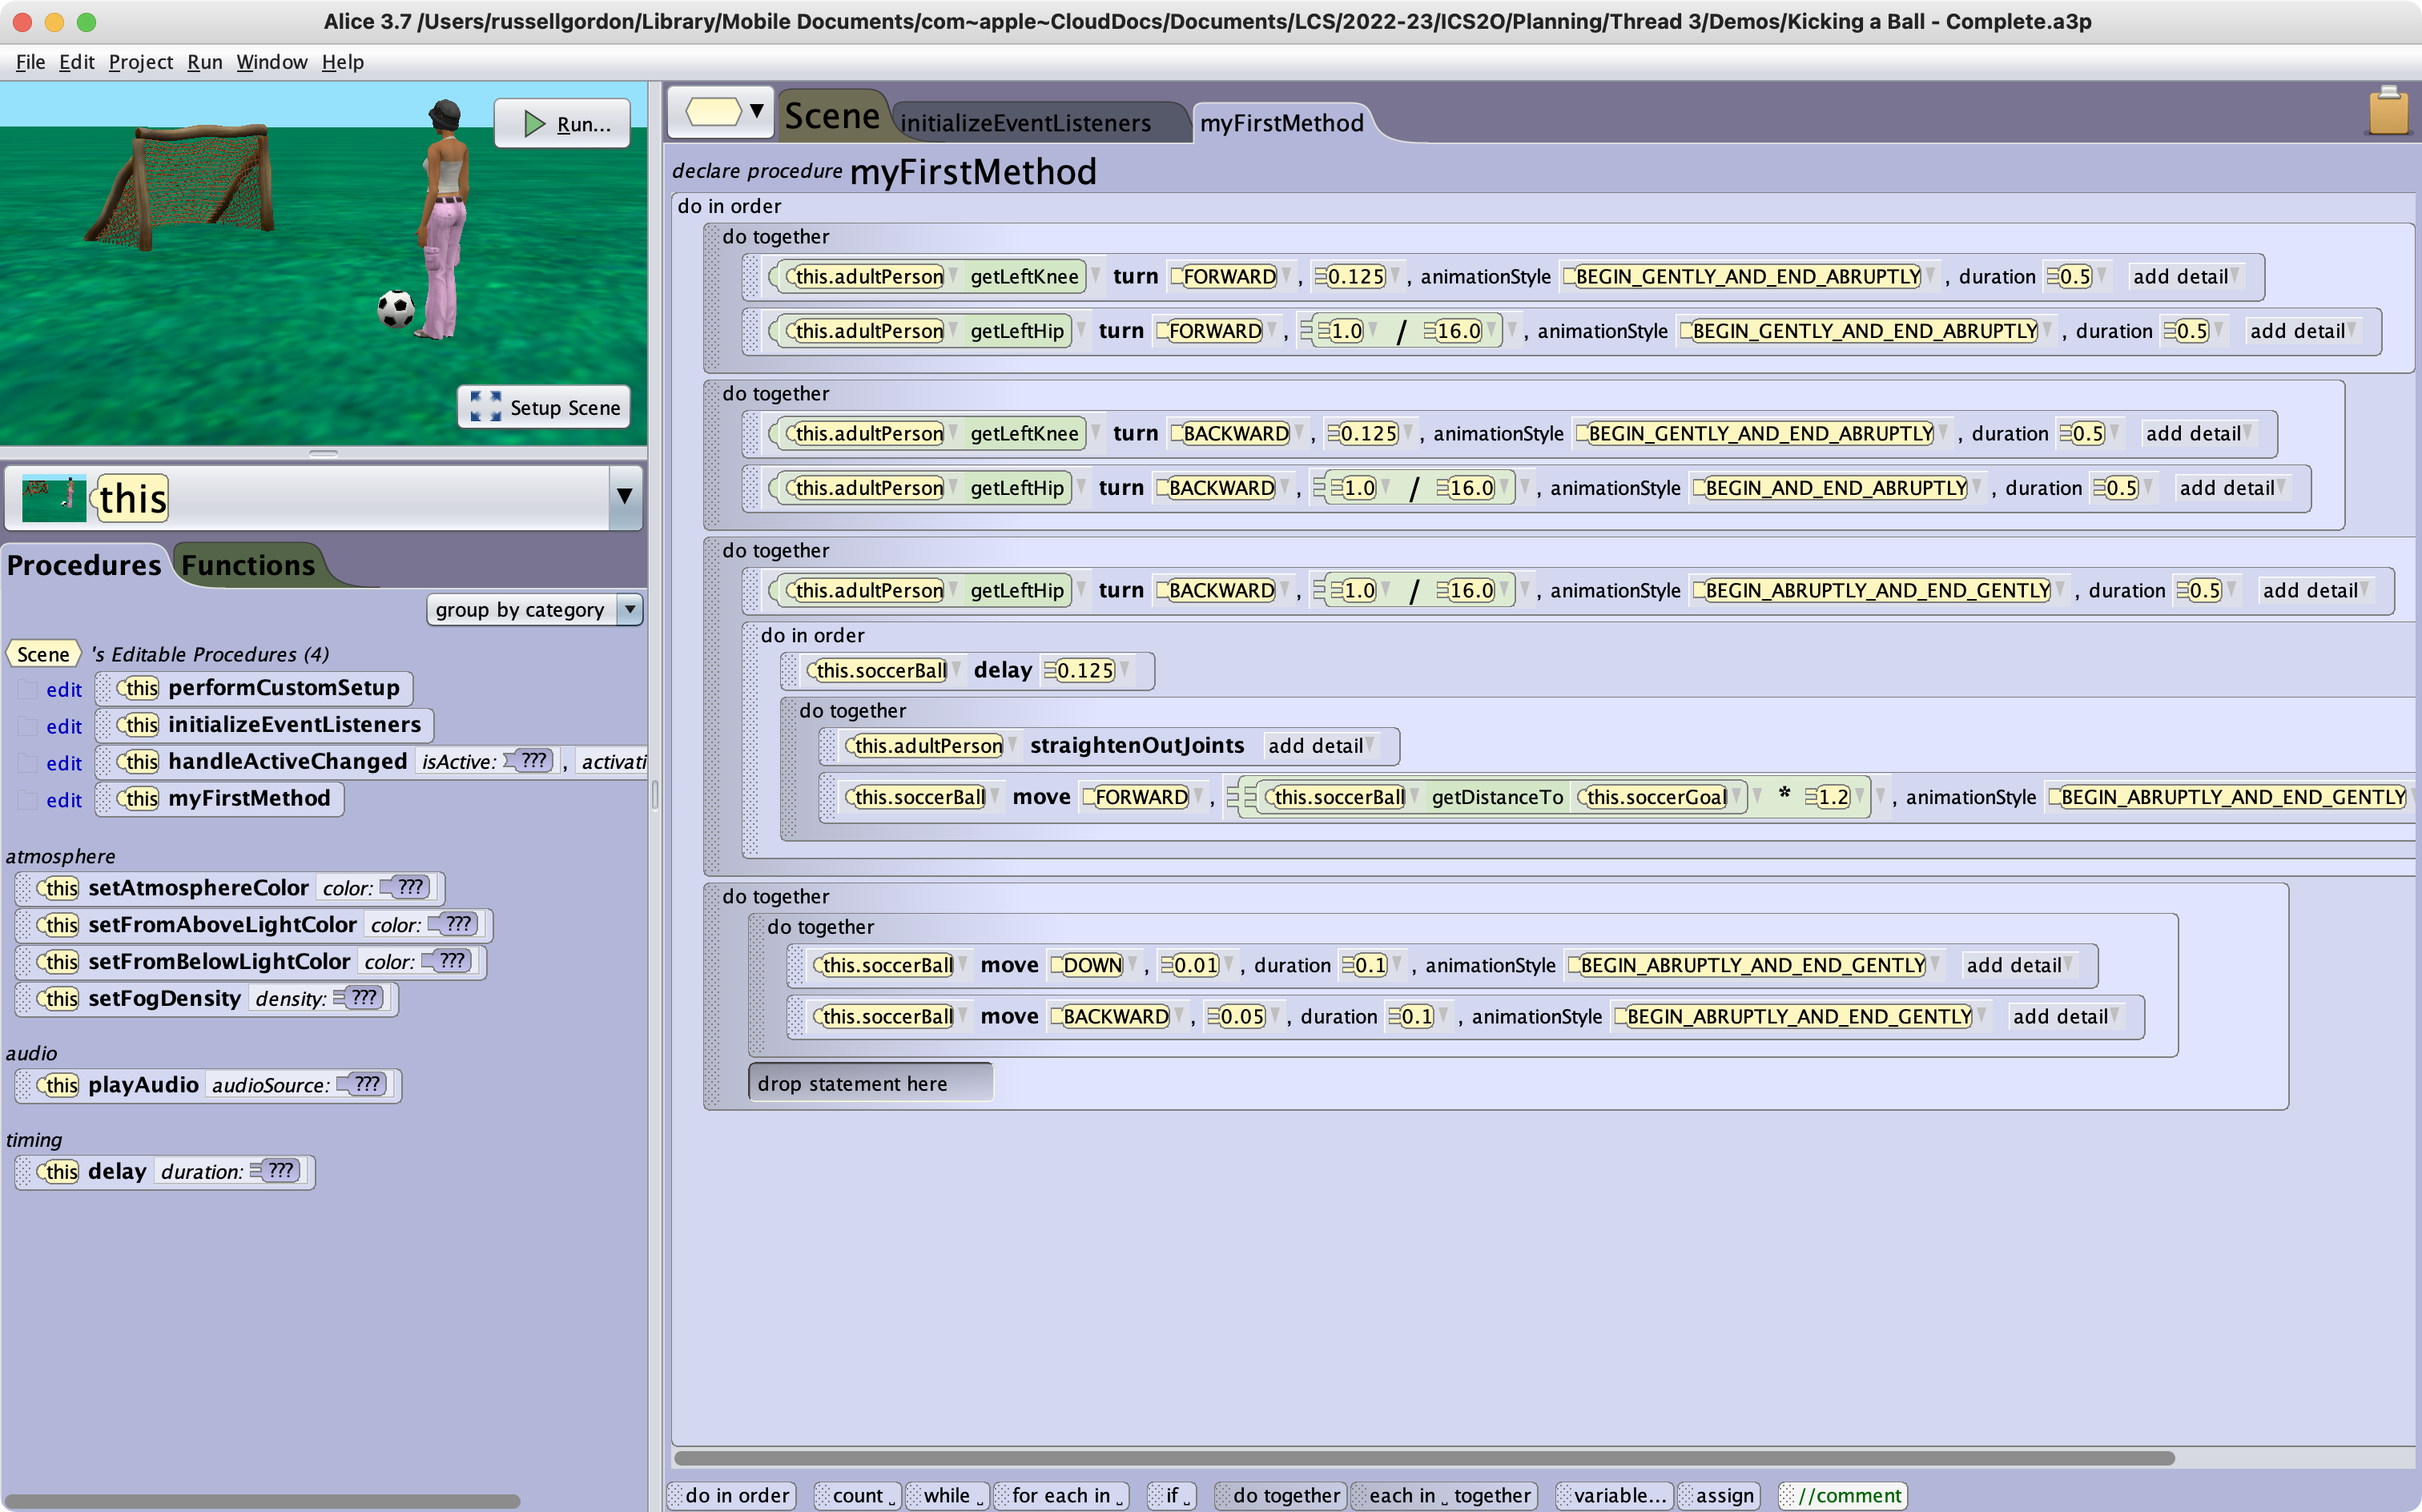 Alice 3.7 /Users/russellgordon/Library/Mobile Documents/com~apple~CloudDocs/Documents/LCS/2022-23/ICS2O/Planning/Thread 3/Demos/Kicking a Ball - Complete.a3p
File Edit Project Run Window Help
Run...
Setup Scene
this
Procedures Functions
group by category
Scene 's Editable Procedures (4)
edit this performCustomSetup
edit this initializeEventListeners
edit this handleActiveChanged isActive: ??? , activati
edit this myFirstMethod
atmosphere
this setAtmosphereColor color: ???
this setFromAboveLightColor color: ???
this setFromBelowLightColor color: ???
this setFogDensity density: ???
audio
this playAudio audioSource: ???
timing
this delay duration: ???
Scene initializeEventListeners myFirstMethod
declare procedure myFirstMethod
do in order
do together
this.adultPerson getLeftKnee turn FORWARD , 0.125 , animationStyle BEGIN_GENTLY_AND_END_ABRUPTLY , duration 0.5 add detail
this.adultPerson getLeftHip turn FORWARD , 1.0 / 16.0 , animationStyle BEGIN_GENTLY_AND_END_ABRUPTLY , duration 0.5 add detail
do together
this.adultPerson getLeftKnee turn BACKWARD , 0.125 , animationStyle BEGIN_GENTLY_AND_END_ABRUPTLY , duration 0.5 add detail
this.adultPerson getLeftHip turn BACKWARD , 1.0 / 16.0 , animationStyle BEGIN_AND_END_ABRUPTLY , duration 0.5 add detail
do together
this.adultPerson getLeftHip turn BACKWARD , 1.0 / 16.0 , animationStyle BEGIN_ABRUPTLY_AND_END_GENTLY , duration 0.5 add detail
do in order
this.soccerBall delay 0.125
do together
this.adultPerson straightenOutJoints add detail
this.soccerBall move FORWARD , this.soccerBall getDistanceTo this.soccerGoal * 1.2 , animationStyle BEGIN_ABRUPTLY_AND_END_GENTLY
do together
do together
this.soccerBall move DOWN , 0.01 , duration 0.1 , animationStyle BEGIN_ABRUPTLY_AND_END_GENTLY add detail
this.soccerBall move BACKWARD , 0.05 , duration 0.1 , animationStyle BEGIN_ABRUPTLY_AND_END_GENTLY add detail
drop statement here
do in order count while for each in if do together each in together variable... assign //comment